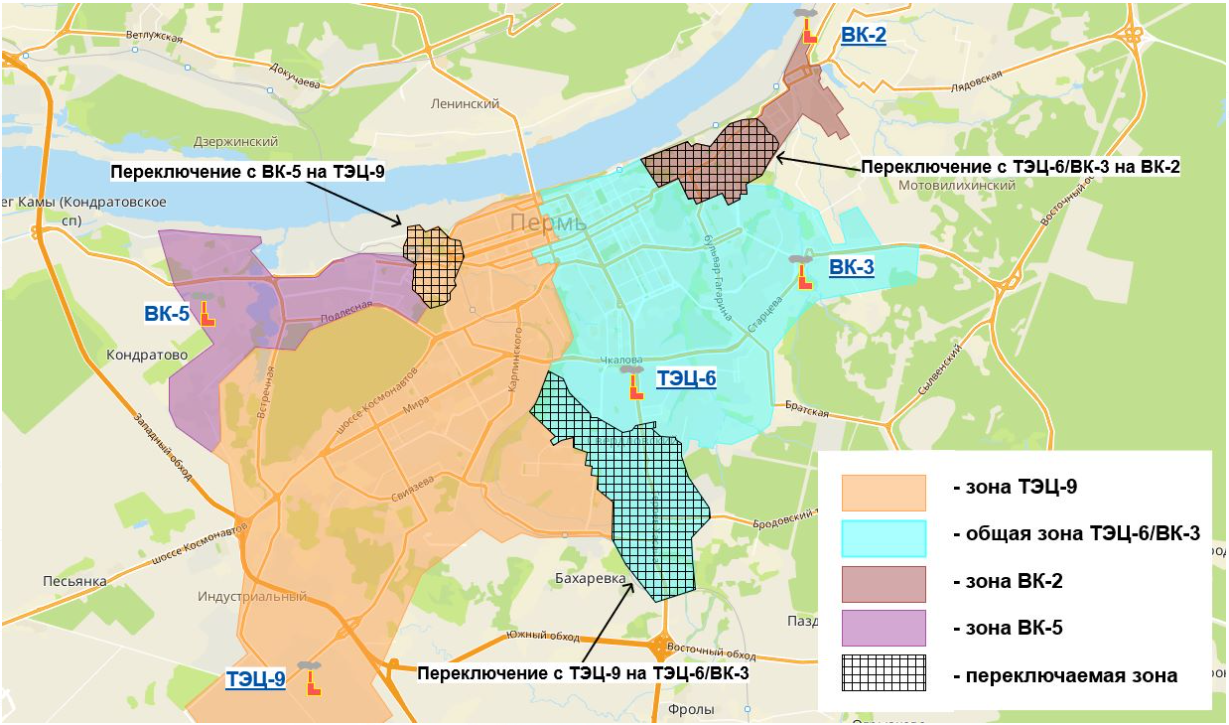 ВК-2
Ветлужская
Докучаева
Лядовская
Ленинский
Дзержинский
Переключение с ВК-5 на ТЭЦ-9
Переключение с ТЭЦ-6/ВК-3 на ВК-2
Мотовилихинский
ег Камы (Кондратовское
сп)
Пермь
бульвар Гагарина
ВК-3
Старцева
ВК-5
Подлесная
Кондратово
Карпинского
Чкалова
ТЭЦ-6
Сылвенский
Встречная
шоссе Космонавтов
Мира
Братская
Западный обход
Свиязева
- зона ТЭЦ-9
Бродовский т
шоссе Космонавтов
- общая зона ТЭЦ-6/ВК-3
Песьянка
Бахаревка
- зона ВК-2
Индустриальный
Пазд
- зона ВК-5
Южный обход
Восточный обход
ТЭЦ-9
Переключение с ТЭЦ-9 на ТЭЦ-6/ВК-3
- переключаемая зона
Фролы